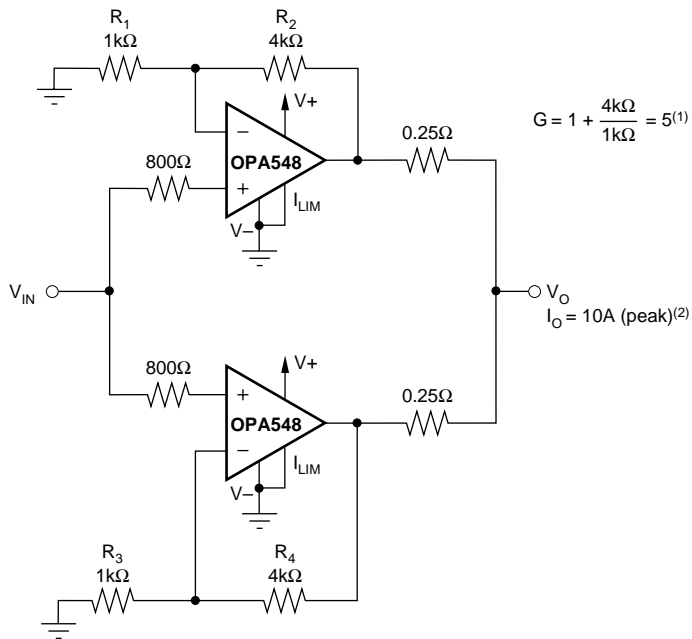 R1
1kΩ
R2
4kΩ
V+
G = 1 + 4kΩ/1kΩ = 5(1)
0.25Ω
800Ω
–
OPA548
+
ILIM
V–
VIN
VO
IO = 10A (peak)(2)
800Ω
V+
0.25Ω
+
OPA548
–
ILIM
V–
R3
1kΩ
R4
4kΩ